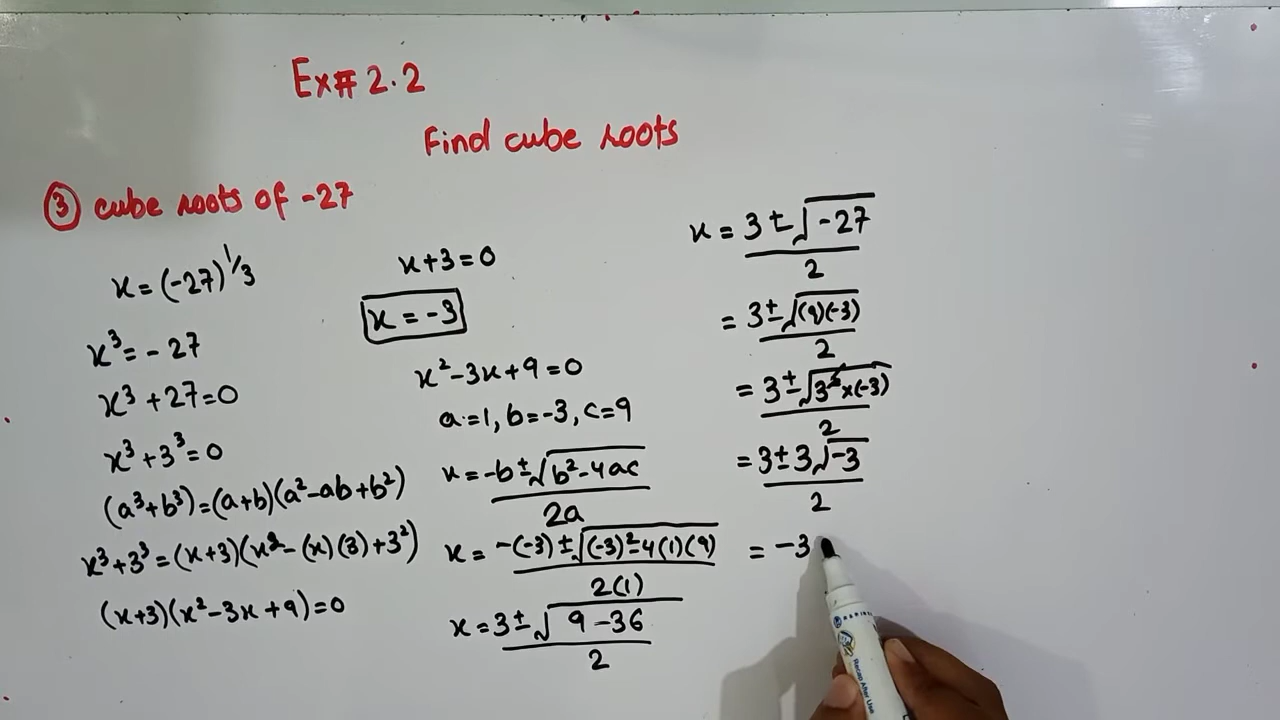 Ex# 2.2
Find cube roots
③ cube roots of -27
x = (-27)^1/3
x³ = - 27
x³ + 27 = 0
x³ + 3³ = 0
(a³+b³) = (a+b)(a²-ab+b²)
x³+3³ = (x+3)(x²-(x)(3)+3²)
(x+3)(x²-3x+9) = 0
x+3 = 0
x = -3
x²-3x+9 = 0
a = 1, b = -3, c = 9
x = -b ± √b²-4ac
2a
x = -(-3) ± √(-3)²-4(1)(9)
2(1)
x = 3 ± √9-36
2
x = 3 ± √-27
2
= 3 ± √(9)(-3)
2
= 3 ± √3²×(-3)
2
= 3 ± 3√-3
2
= -3